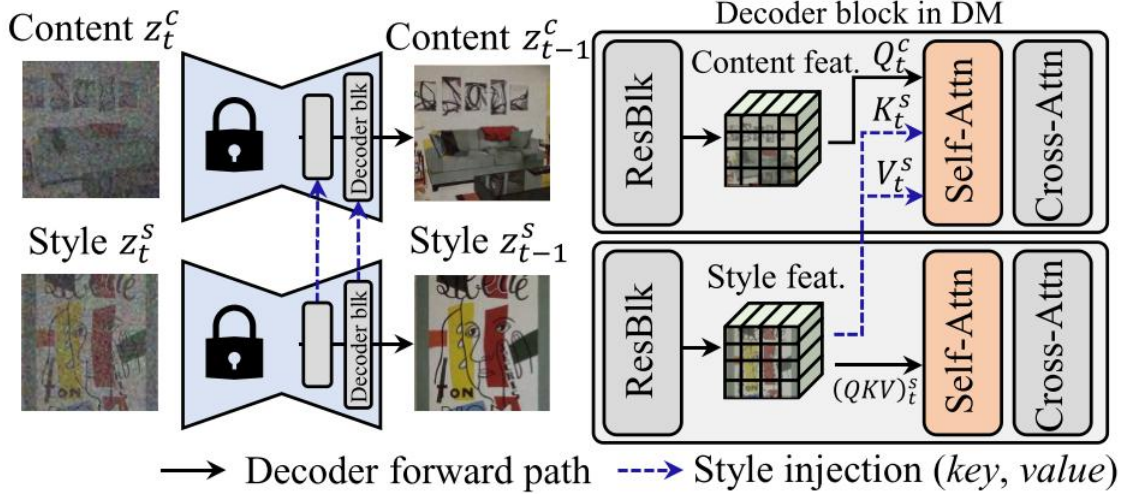 Content $z_t^c$
Content $z_{t-1}^c$
Decoder blk
Style $z_t^s$
Style $z_{t-1}^s$
Decoder blk
fon
Decoder block in DM
ResBlk
Content feat.
$Q_t^c$
$K_t^s$
$V_t^s$
Self-Attn
Cross-Attn
ResBlk
Style feat.
$(QKV)_t^s$
Self-Attn
Cross-Attn
Decoder forward path
Style injection (key, value)